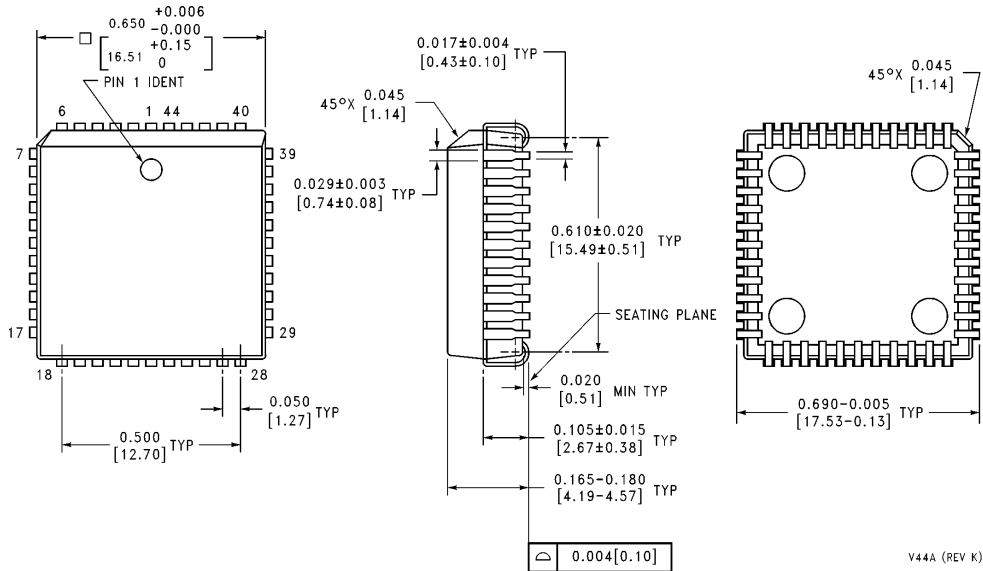 +0.006
0.650 -0.000
+0.15
16.51 0
PIN 1 IDENT
6 1 44 40
7 39
17 29
18 28
0.050
[1.27] TYP
0.500
[12.70] TYP
0.017±0.004
[0.43±0.10] TYP
45°X 0.045
[1.14]
0.029±0.003
[0.74±0.08] TYP
0.610±0.020
[15.49±0.51] TYP
SEATING PLANE
0.020
[0.51] MIN TYP
0.105±0.015
[2.67±0.38] TYP
0.165-0.180
[4.19-4.57] TYP
0.004[0.10]
45°X 0.045
[1.14]
0.690-0.005
[17.53-0.13] TYP
V44A (REV K)